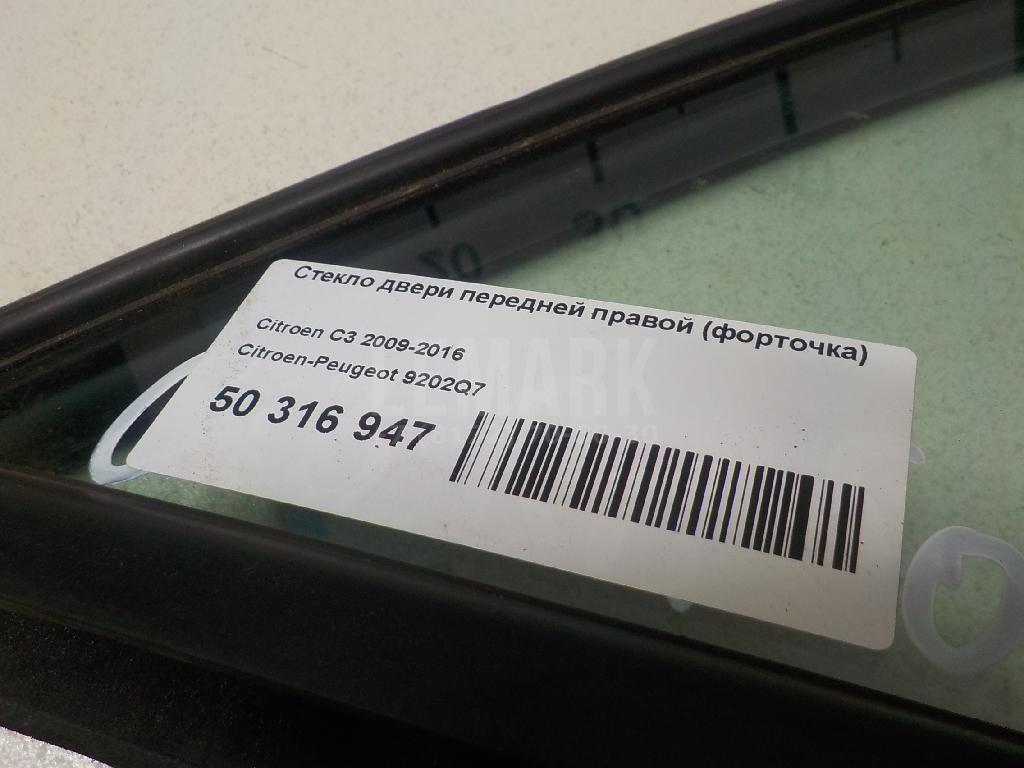 Стекло двери передней правой (форточка)
Citroen C3 2009-2016
Citroen-Peugeot 9202Q7
50 316 947